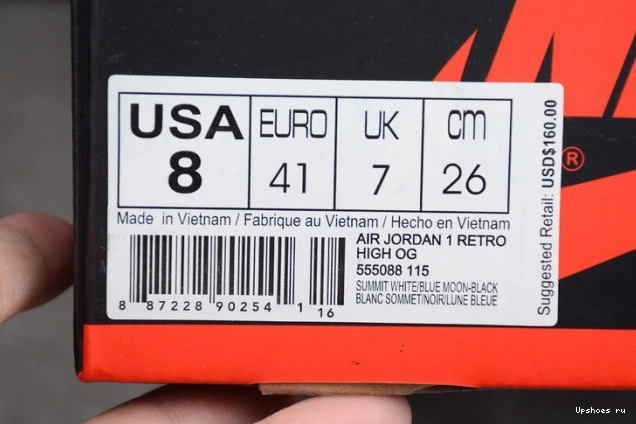 USA EURO UK cm
8 41 7 26
Made in Vietnam / Fabrique au Vietnam / Hecho en Vietnam
AIR JORDAN 1 RETRO
HIGH OG
555088 115
SUMMIT WHITE/BLUE MOON-BLACK
BLANC SOMMET/NOIR/LUNE BLEUE
8 87228 90254 1
16
Suggested Retail: USD$160.00
®
Upshoes ru